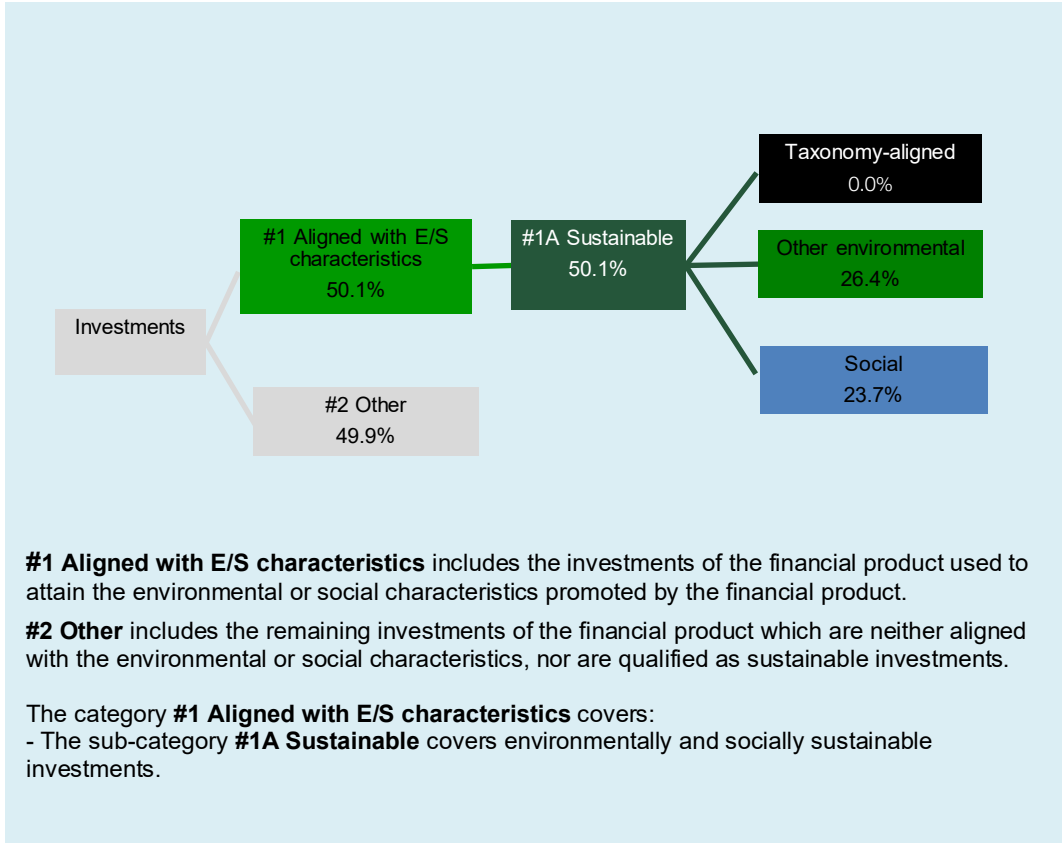 Investments
#1 Aligned with E/S
characteristics
50.1%
#2 Other
49.9%
#1A Sustainable
50.1%
Taxonomy-aligned
0.0%
Other environmental
26.4%
Social
23.7%
#1 Aligned with E/S characteristics includes the investments of the financial product used to
attain the environmental or social characteristics promoted by the financial product.
#2 Other includes the remaining investments of the financial product which are neither aligned
with the environmental or social characteristics, nor are qualified as sustainable investments.
The category #1 Aligned with E/S characteristics covers:
- The sub-category #1A Sustainable covers environmentally and socially sustainable
investments.